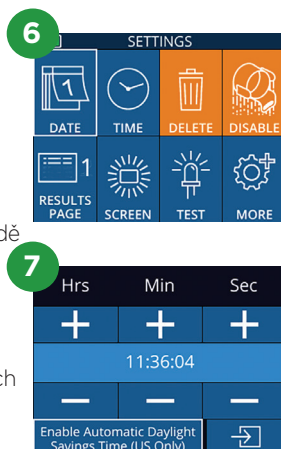 6
SETTINGS
1
DATE TIME DELETE DISABLE
1
RESULTS
PAGE SCREEN TEST MORE
dě
7
Hrs Min Sec
+ + +
11:36:04
— — —
ch
Enable Automatic Daylight
Savings Time (US Only)